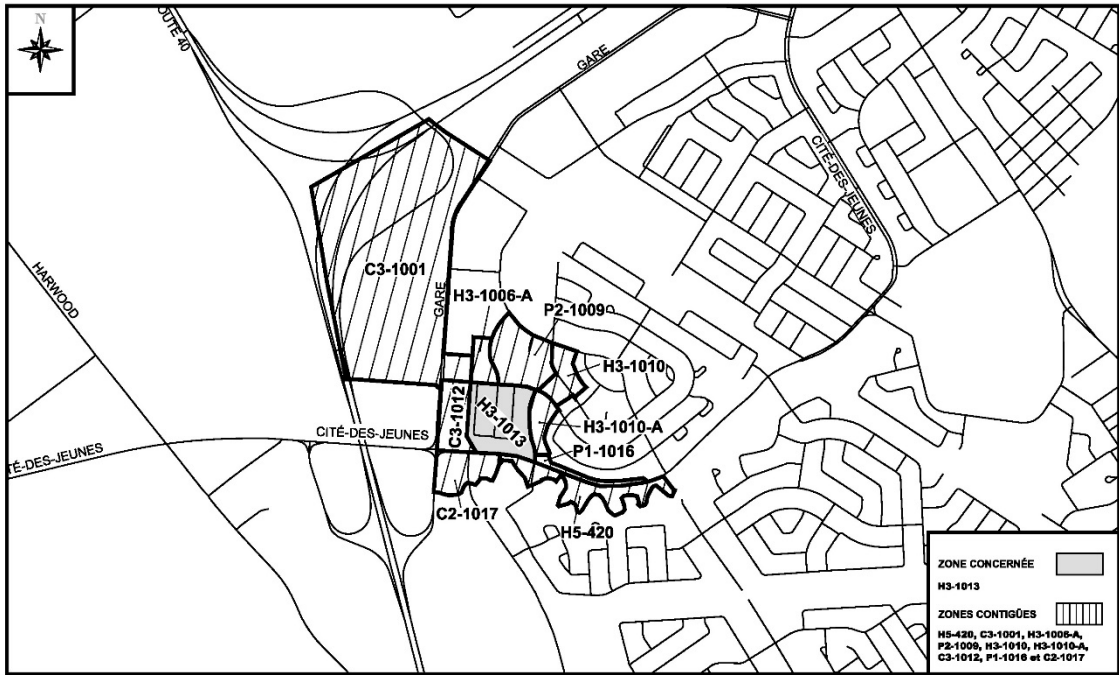 N
OUTE 40
GARE
CITÉ-DES-JEUNES
HARWOOD
C3-1001
GARE
H3-1006-A
P2-1009
H3-1010
C3-1012
H3-1013
H3-1010-A
CITÉ-DES-JEUNES
P1-1016
TÉ-DES-JEUNES
C2-1017
H5-420
ZONE CONCERNÉE
H3-1013
ZONES CONTIGÜES
H5-420, C3-1001, H3-1006-A,
P2-1009, H3-1010, H3-1010-A,
C3-1012, P1-1016 et C2-1017